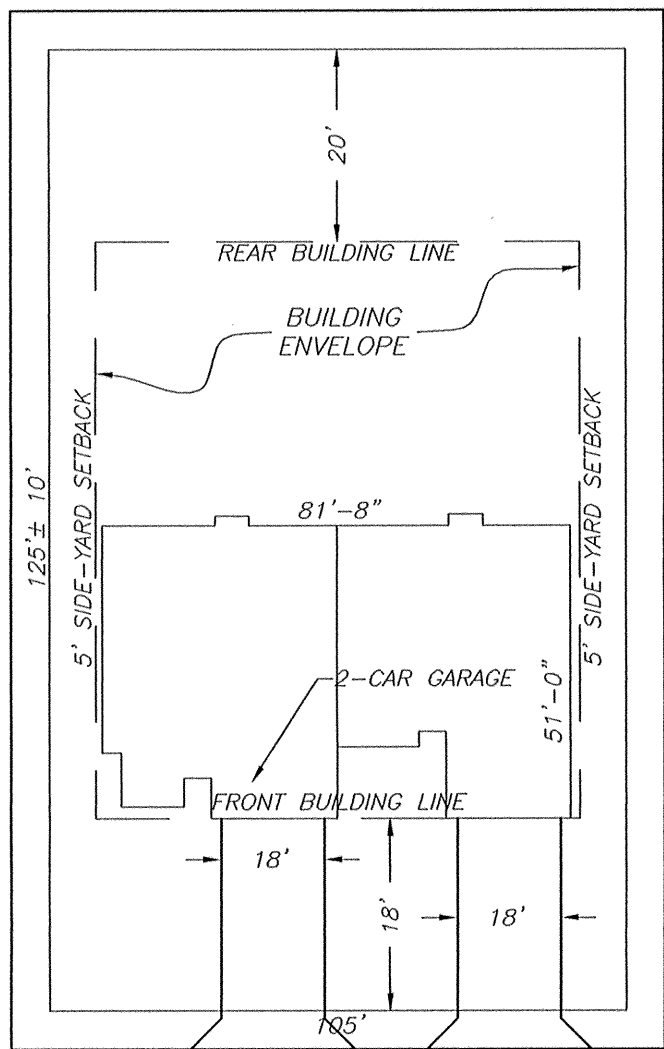 20'
REAR BUILDING LINE
BUILDING
ENVELOPE
5' SIDE-YARD SETBACK
5' SIDE-YARD SETBACK
125'± 10'
81'-8"
2-CAR GARAGE
51'-0"
FRONT BUILDING LINE
18'
18'
18'
105'